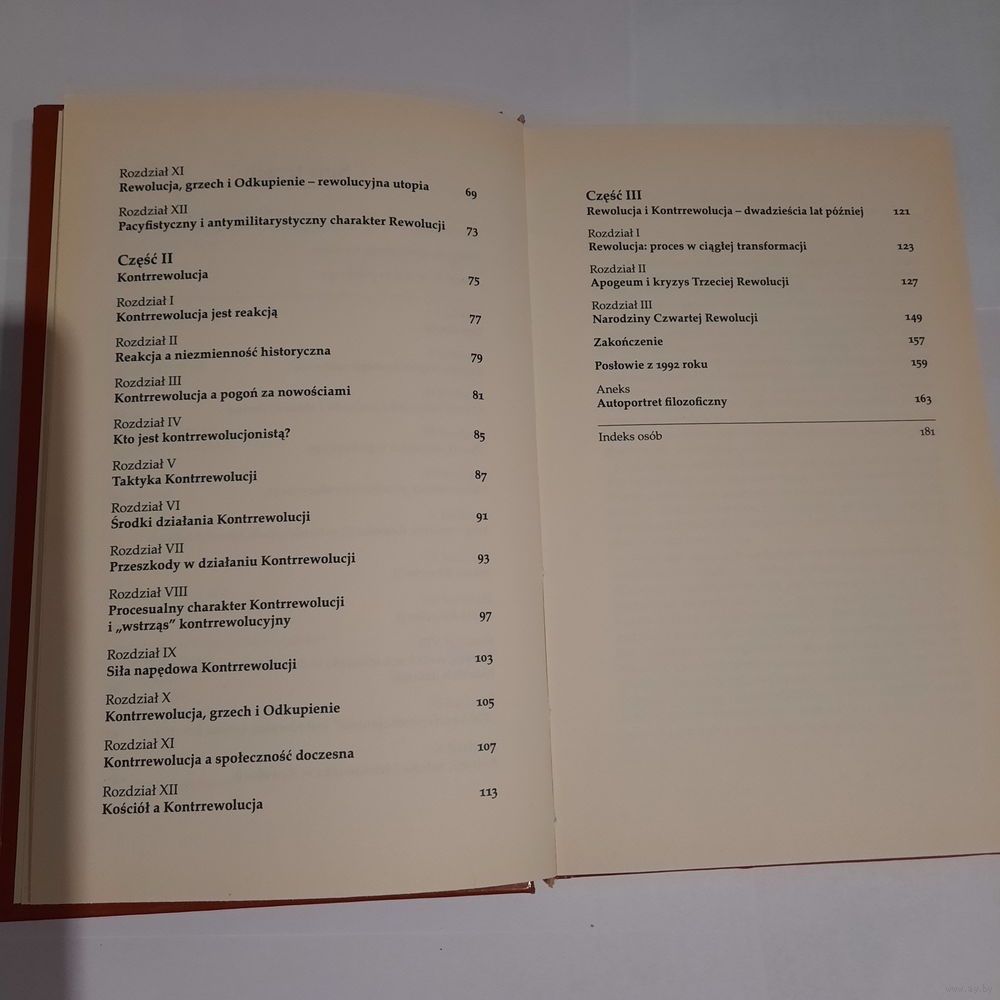 Rozdział XI
Rewolucja, grzech i Odkupienie – rewolucyjna utopia 69
Rozdział XII
Pacyfistyczny i antymilitarystyczny charakter Rewolucji 73
Część II
Kontrrewolucja 75
Rozdział I
Kontrrewolucja jest reakcją 77
Rozdział II
Reakcja a niezmienność historyczna 79
Rozdział III
Kontrrewolucja a pogoń za nowościami 81
Rozdział IV
Kto jest kontrrewolucjonistą? 85
Rozdział V
Taktyka Kontrrewolucji 87
Rozdział VI
Środki działania Kontrrewolucji 91
Rozdział VII
Przeszkody w działaniu Kontrrewolucji 93
Rozdział VIII
Procesualny charakter Kontrrewolucji
i „wstrząs” kontrrewolucyjny 97
Rozdział IX
Siła napędowa Kontrrewolucji 103
Rozdział X
Kontrrewolucja, grzech i Odkupienie 105
Rozdział XI
Kontrrewolucja a społeczność doczesna 107
Rozdział XII
Kościół a Kontrrewolucja 113
Część III
Rewolucja i Kontrrewolucja – dwadzieścia lat później 121
Rozdział I
Rewolucja: proces w ciągłej transformacji 123
Rozdział II
Apogeum i kryzys Trzeciej Rewolucji 127
Rozdział III
Narodziny Czwartej Rewolucji 149
Zakończenie 157
Posłowie z 1992 roku 159
Aneks
Autoportret filozoficzny 163
Indeks osób 181
www.ay.by